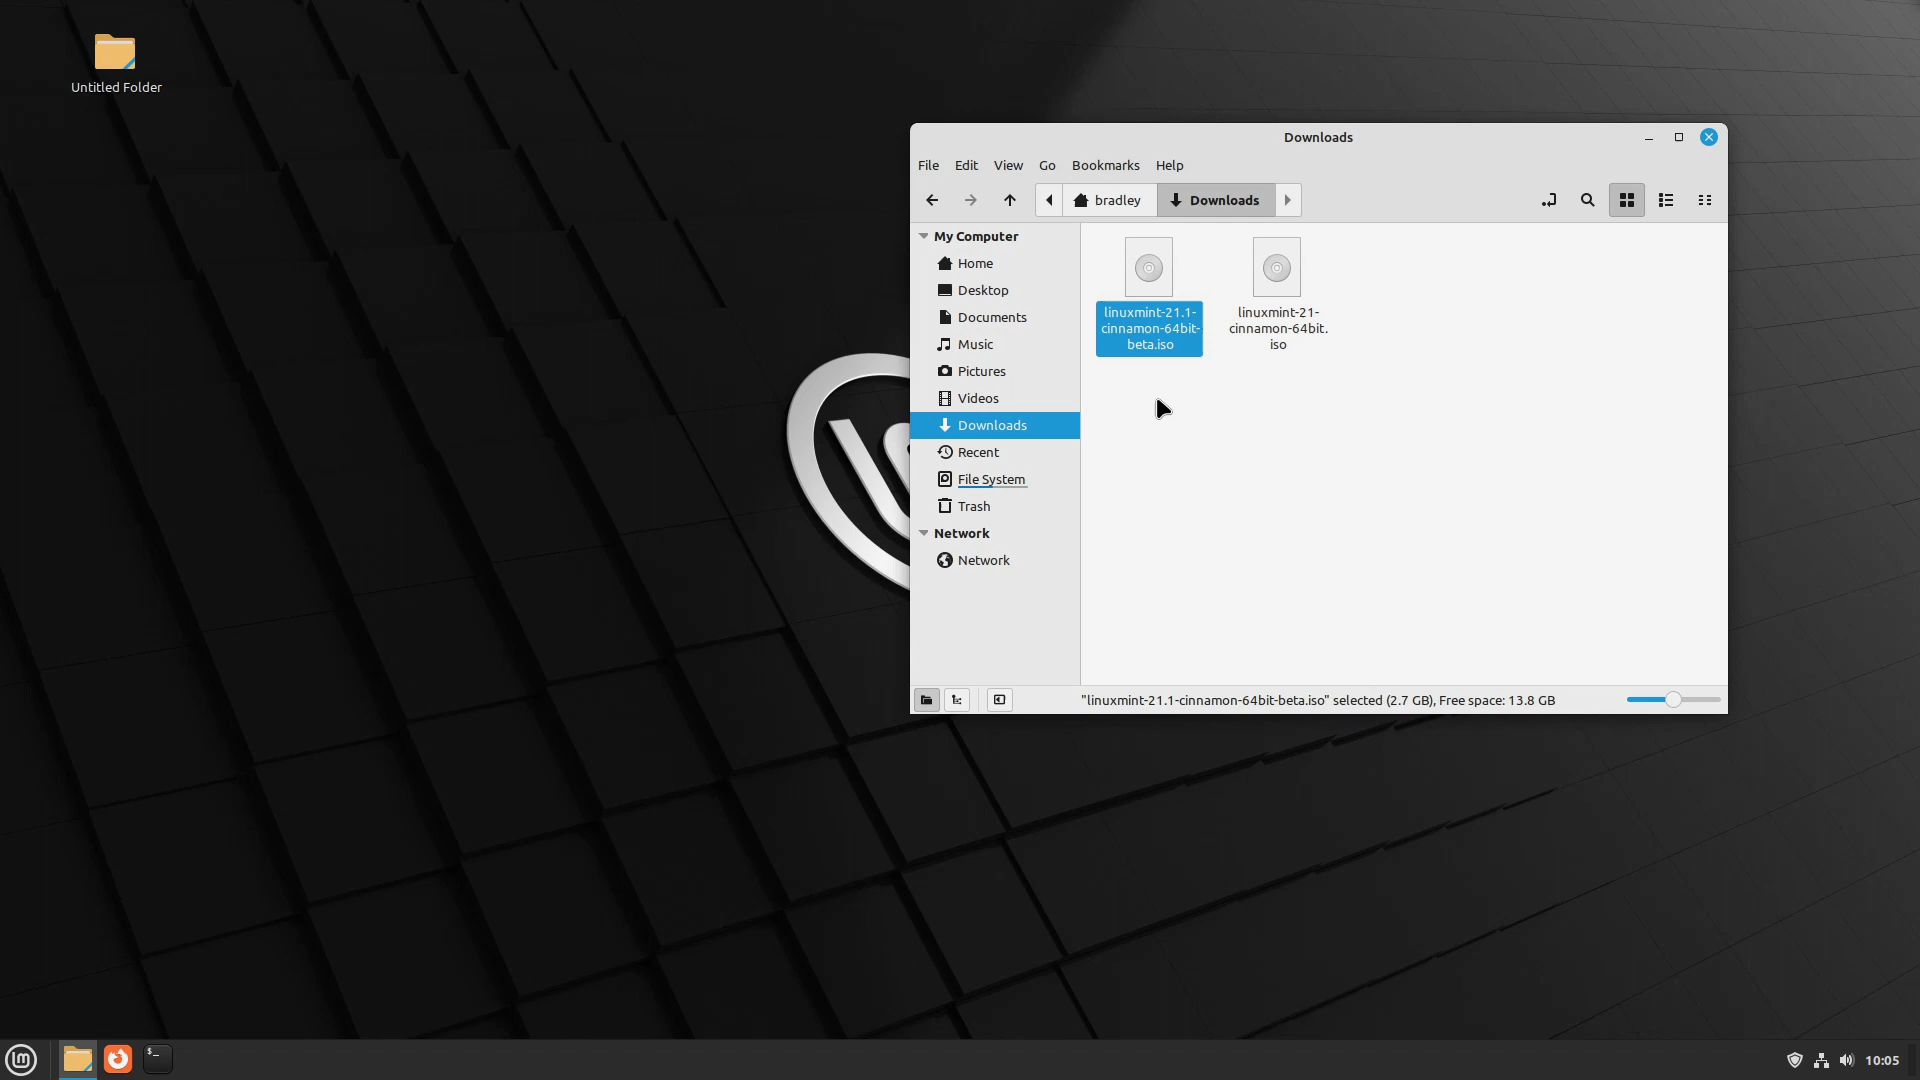 Untitled Folder
Downloads
File Edit View Go Bookmarks Help
bradley Downloads
My Computer
Home
Desktop
Documents
Music
Pictures
Videos
Downloads
Recent
File System
Trash
Network
Network
linuxmint-21.1-
cinnamon-64bit-
beta.iso
linuxmint-21-
cinnamon-64bit.
iso
"linuxmint-21.1-cinnamon-64bit-beta.iso" selected (2.7 GB), Free space: 13.8 GB
$_
10:05